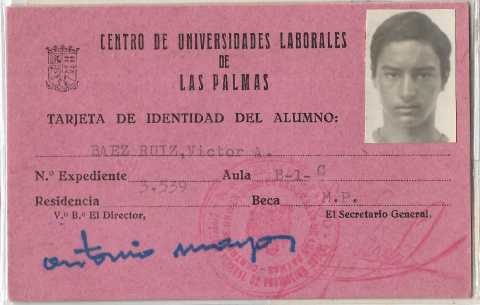 CENTRO DE UNIVERSIDADES LABORALES
DE
LAS PALMAS
TARJETA DE IDENTIDAD DEL ALUMNO:
BAEZ RUIZ,Victor A.
N.º Expediente 3.539 Aula B-1-C
Residencia Beca M.P.
V.º B.º El Director, El Secretario General.
antonio